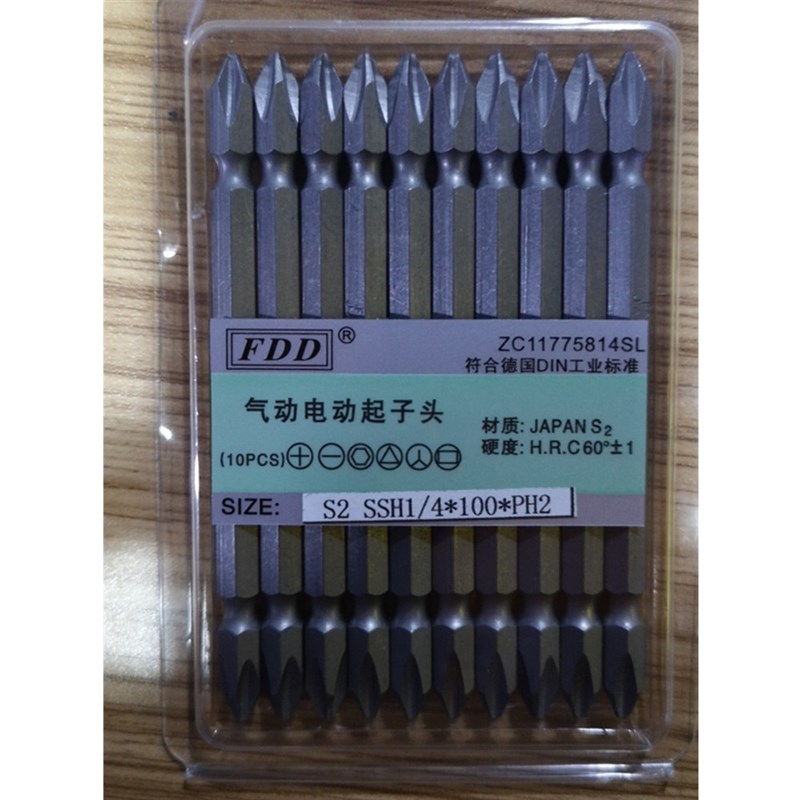 FDD®
ZC11775814SL
符合德国DIN工业标准
气动电动起子头
材质: JAPAN S2
(10PCS)
硬度: H.R.C60°±1
SIZE: S2 SSH1/4*100*PH2